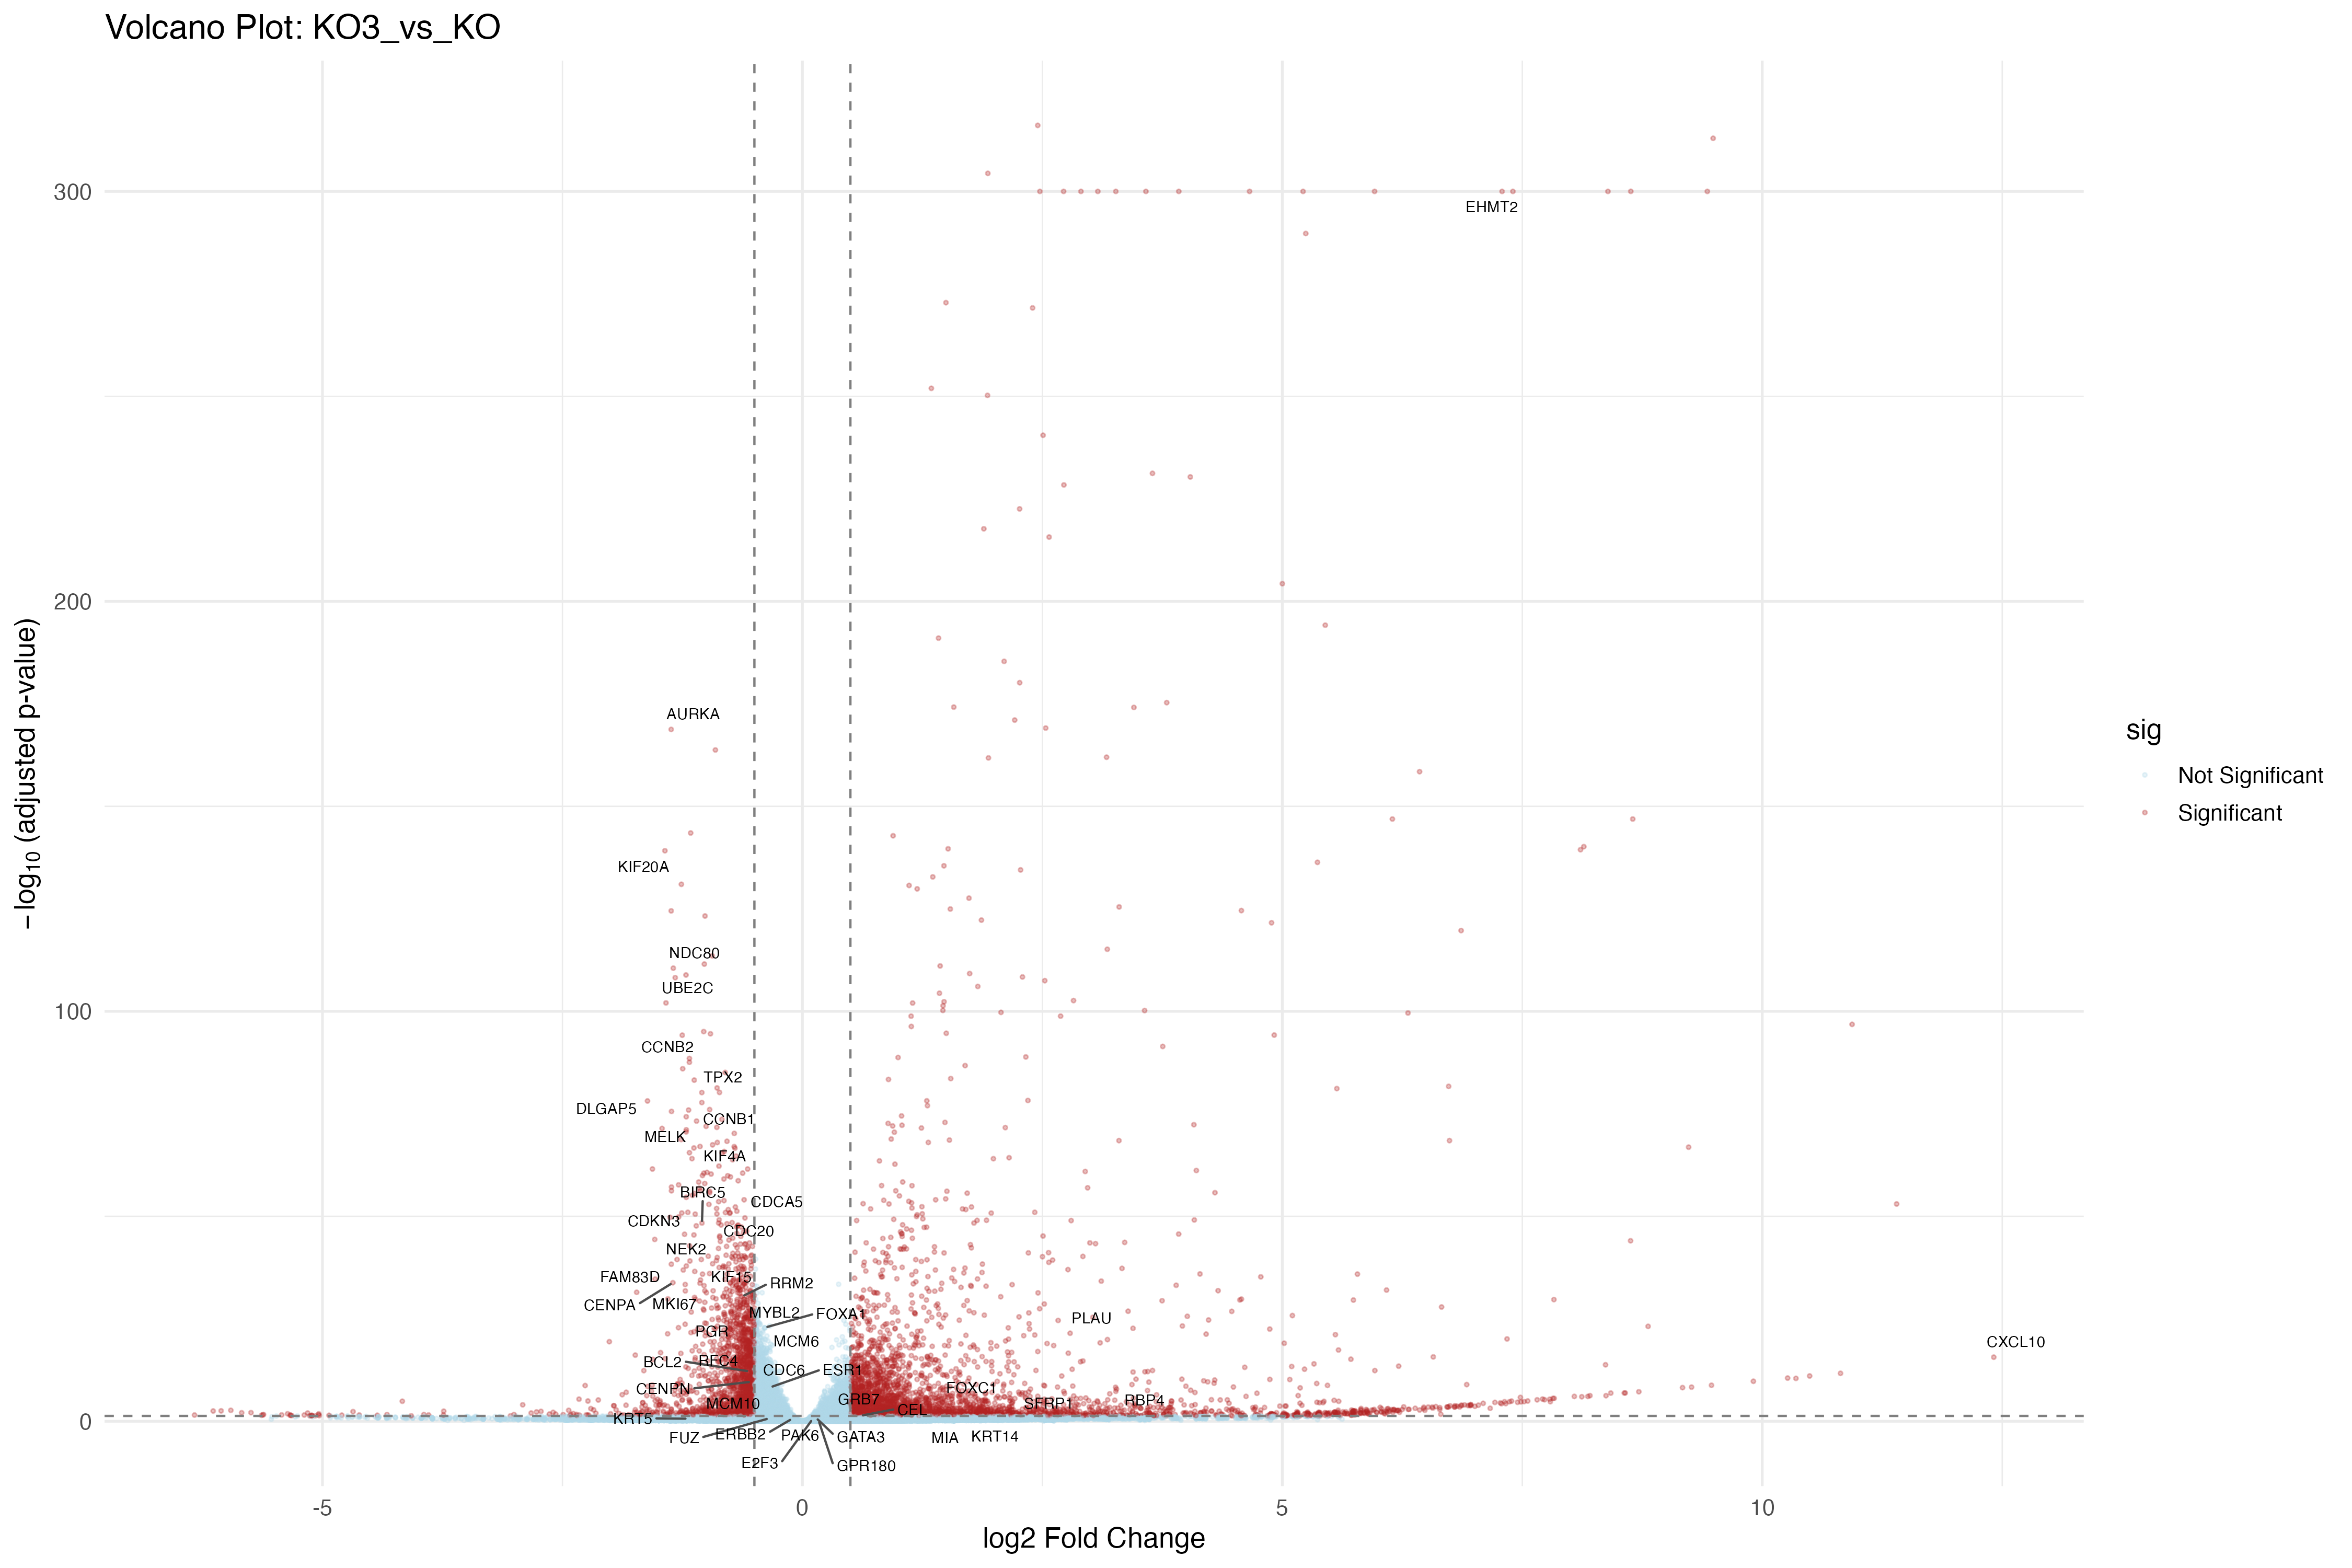 Volcano Plot: KO3_vs_KO
300
EHMT2
200
−log10 (adjusted p-value)
AURKA
sig
Not Significant
Significant
KIF20A
NDC80
UBE2C
100
CCNB2
TPX2
DLGAP5
CCNB1
MELK
KIF4A
BIRC5
CDCA5
CDKN3
CDC20
NEK2
FAM83D
KIF15
RRM2
CENPA
MKI67
MYBL2
FOXA1
PLAU
PGR
MCM6
CXCL10
BCL2
RFC4
CDC6
ESR1
CENPN
FOXC1
MCM10
GRB7
CEL
SFRP1
RBP4
KRT5
0
FUZ
ERBB2
PAK6
GATA3
MIA
KRT14
E2F3
GPR180
-5
0
5
10
log2 Fold Change